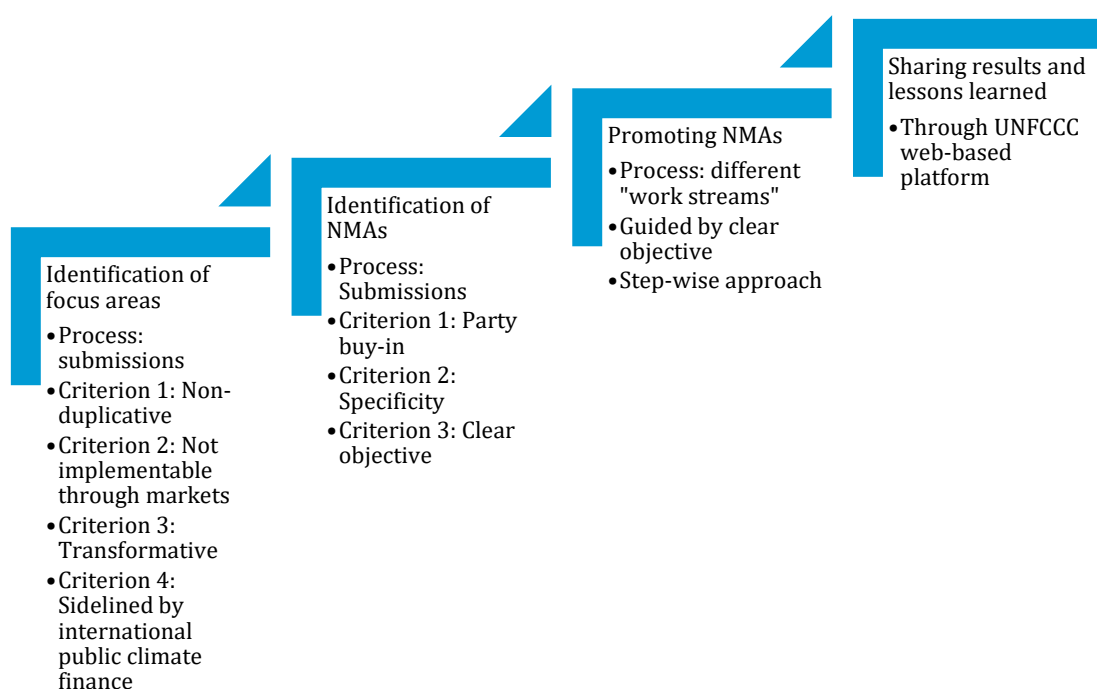 Identification of
focus areas
•Process:
submissions
•Criterion 1: Non-
duplicative
•Criterion 2: Not
implementable
through markets
•Criterion 3:
Transformative
•Criterion 4:
Sidelined by
international
public climate
finance
Identification of
NMAs
•Process:
Submissions
•Criterion 1: Party
buy-in
•Criterion 2:
Specificity
•Criterion 3: Clear
objective
Promoting NMAs
•Process: different
"work streams"
•Guided by clear
objective
•Step-wise approach
Sharing results and
lessons learned
•Through UNFCCC
web-based
platform